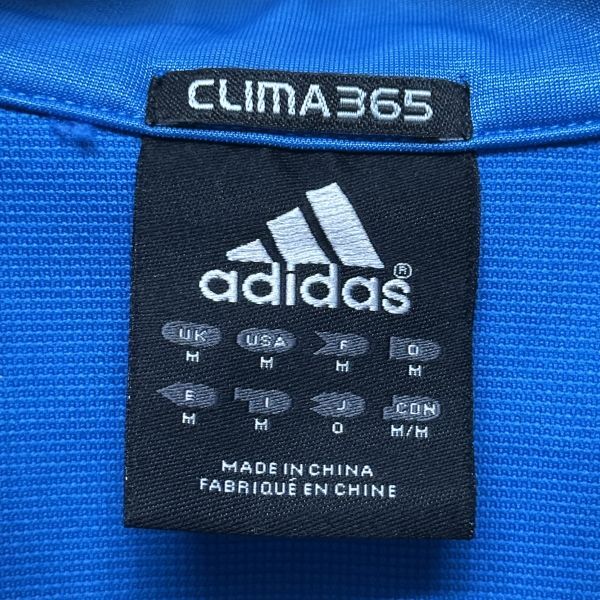 CLIMA365
adidas®
UK USA F D
M M M M
E I J CDN
M M O M/M
MADE IN CHINA
FABRIQUÉ EN CHINE